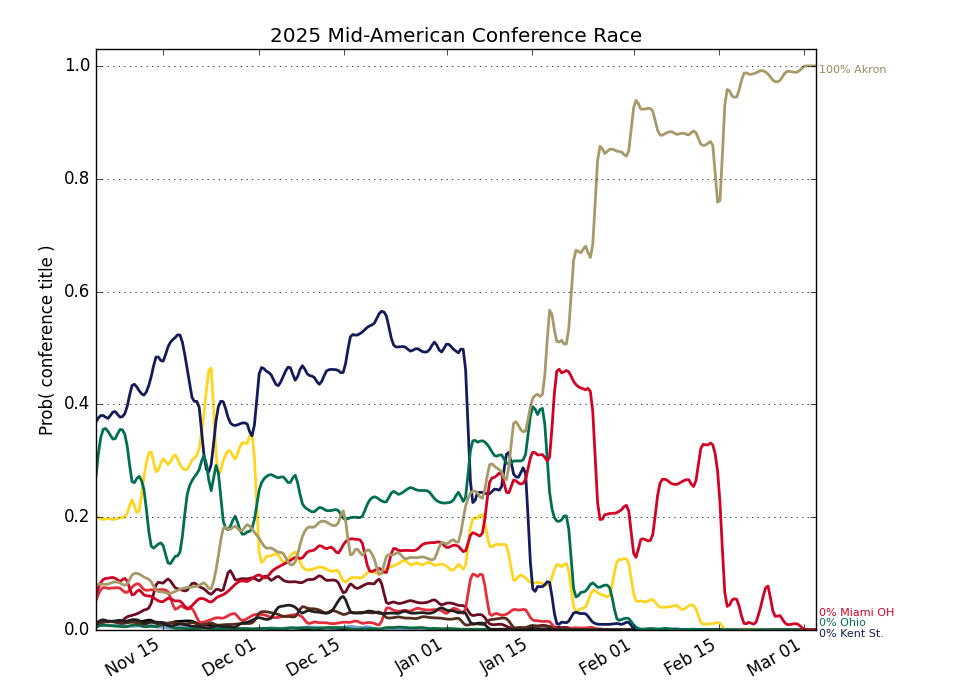 2025 Mid-American Conference Race
Prob( conference title )
1.0
0.8
0.6
0.4
0.2
0.0
100% Akron
0% Miami OH
0% Ohio
0% Kent St.
Nov 15
Dec 01
Dec 15
Jan 01
Jan 15
Feb 01
Feb 15
Mar 01